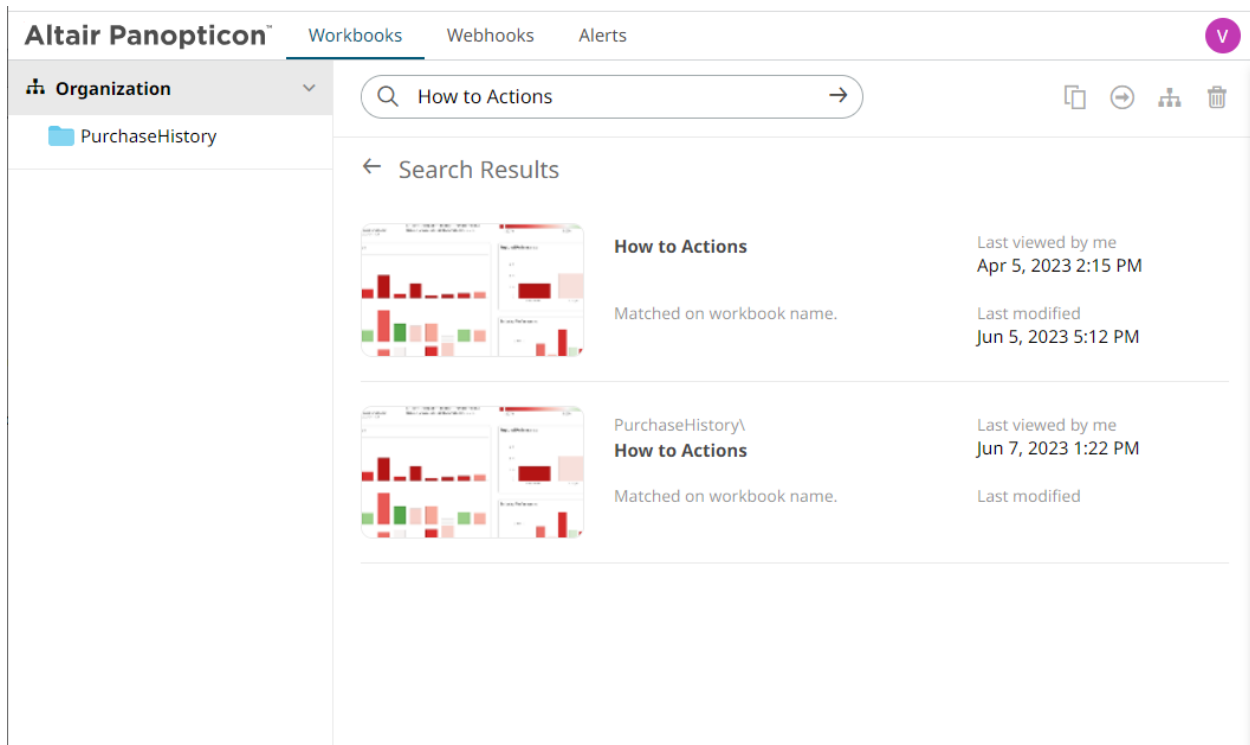 Altair Panopticon™ Workbooks Webhooks Alerts V
Organization
PurchaseHistory
How to Actions
Search Results
How to Actions
Last viewed by me
Apr 5, 2023 2:15 PM
Matched on workbook name.
Last modified
Jun 5, 2023 5:12 PM
PurchaseHistory\
How to Actions
Last viewed by me
Jun 7, 2023 1:22 PM
Matched on workbook name.
Last modified